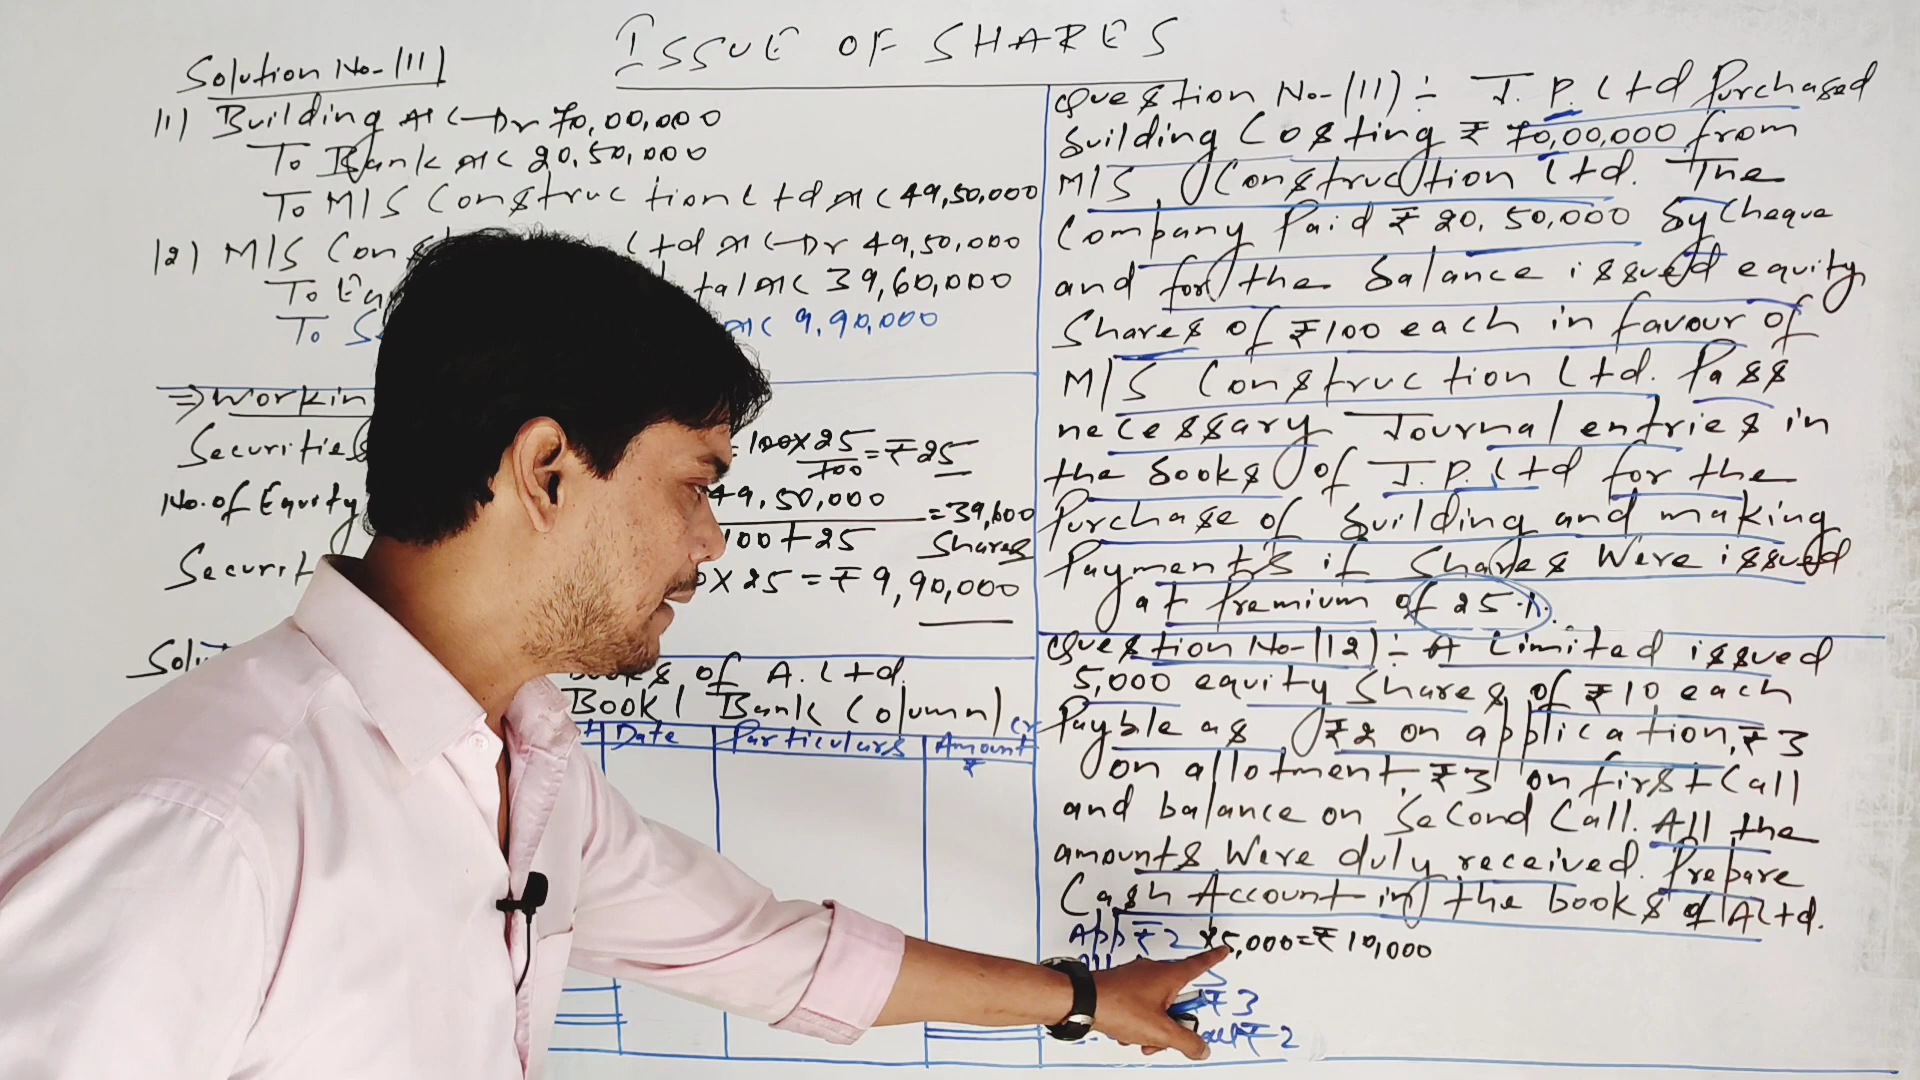 ISSUE OF SHARES
Solution No-(11)
(1) Building A/c Dr 70,00,000
To Bank A/c 20,50,000
To M/S Construction Ltd A/c 49,50,000
(2) M/S Con Ltd A/c Dr 49,50,000
To Eq tal A/c 39,60,000
To S A/c 9,90,000
⇒ Workin
Securities = 100×25/100 = ₹25
No. of Equity 49,50,000/100+25 = 39,600 Shares
Securit 0×25 = ₹9,90,000
Solu
Books of A. Ltd.
Book (Bank Column) Cr
Date Particulars Amount ₹
Question No-(11) ÷ J.P. Ltd Purchased
building Costing ₹70,00,000 from
M/S Construction Ltd. The
Company Paid ₹20,50,000 by Cheque
and for the balance issued equity
Shares of ₹100 each in favour of
M/S Construction Ltd. Pass
necessary Journal entries in
the books of J.P. Ltd for the
Purchase of building and making
Payments if Shares Were issued
at Premium of 25%.
Question No-(12) ÷ A Limited issued
5,000 equity Shares of ₹10 each
Payble as ₹2 on application, ₹3
on allotment, ₹3 on first Call
and balance on Second Call. All the
amounts Were duly received. Prepare
Cash Account in the books of A Ltd.
App ₹2 ×5,000=₹10,000
₹3
₹2